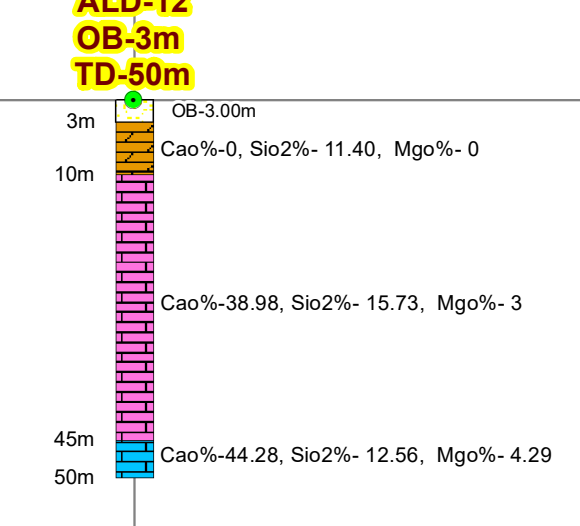 ALD-12
OB-3m
TD-50m
OB-3.00m
3m
Cao%-0, Sio2%- 11.40, Mgo%- 0
10m
Cao%-38.98, Sio2%- 15.73, Mgo%- 3
45m
Cao%-44.28, Sio2%- 12.56, Mgo%- 4.29
50m